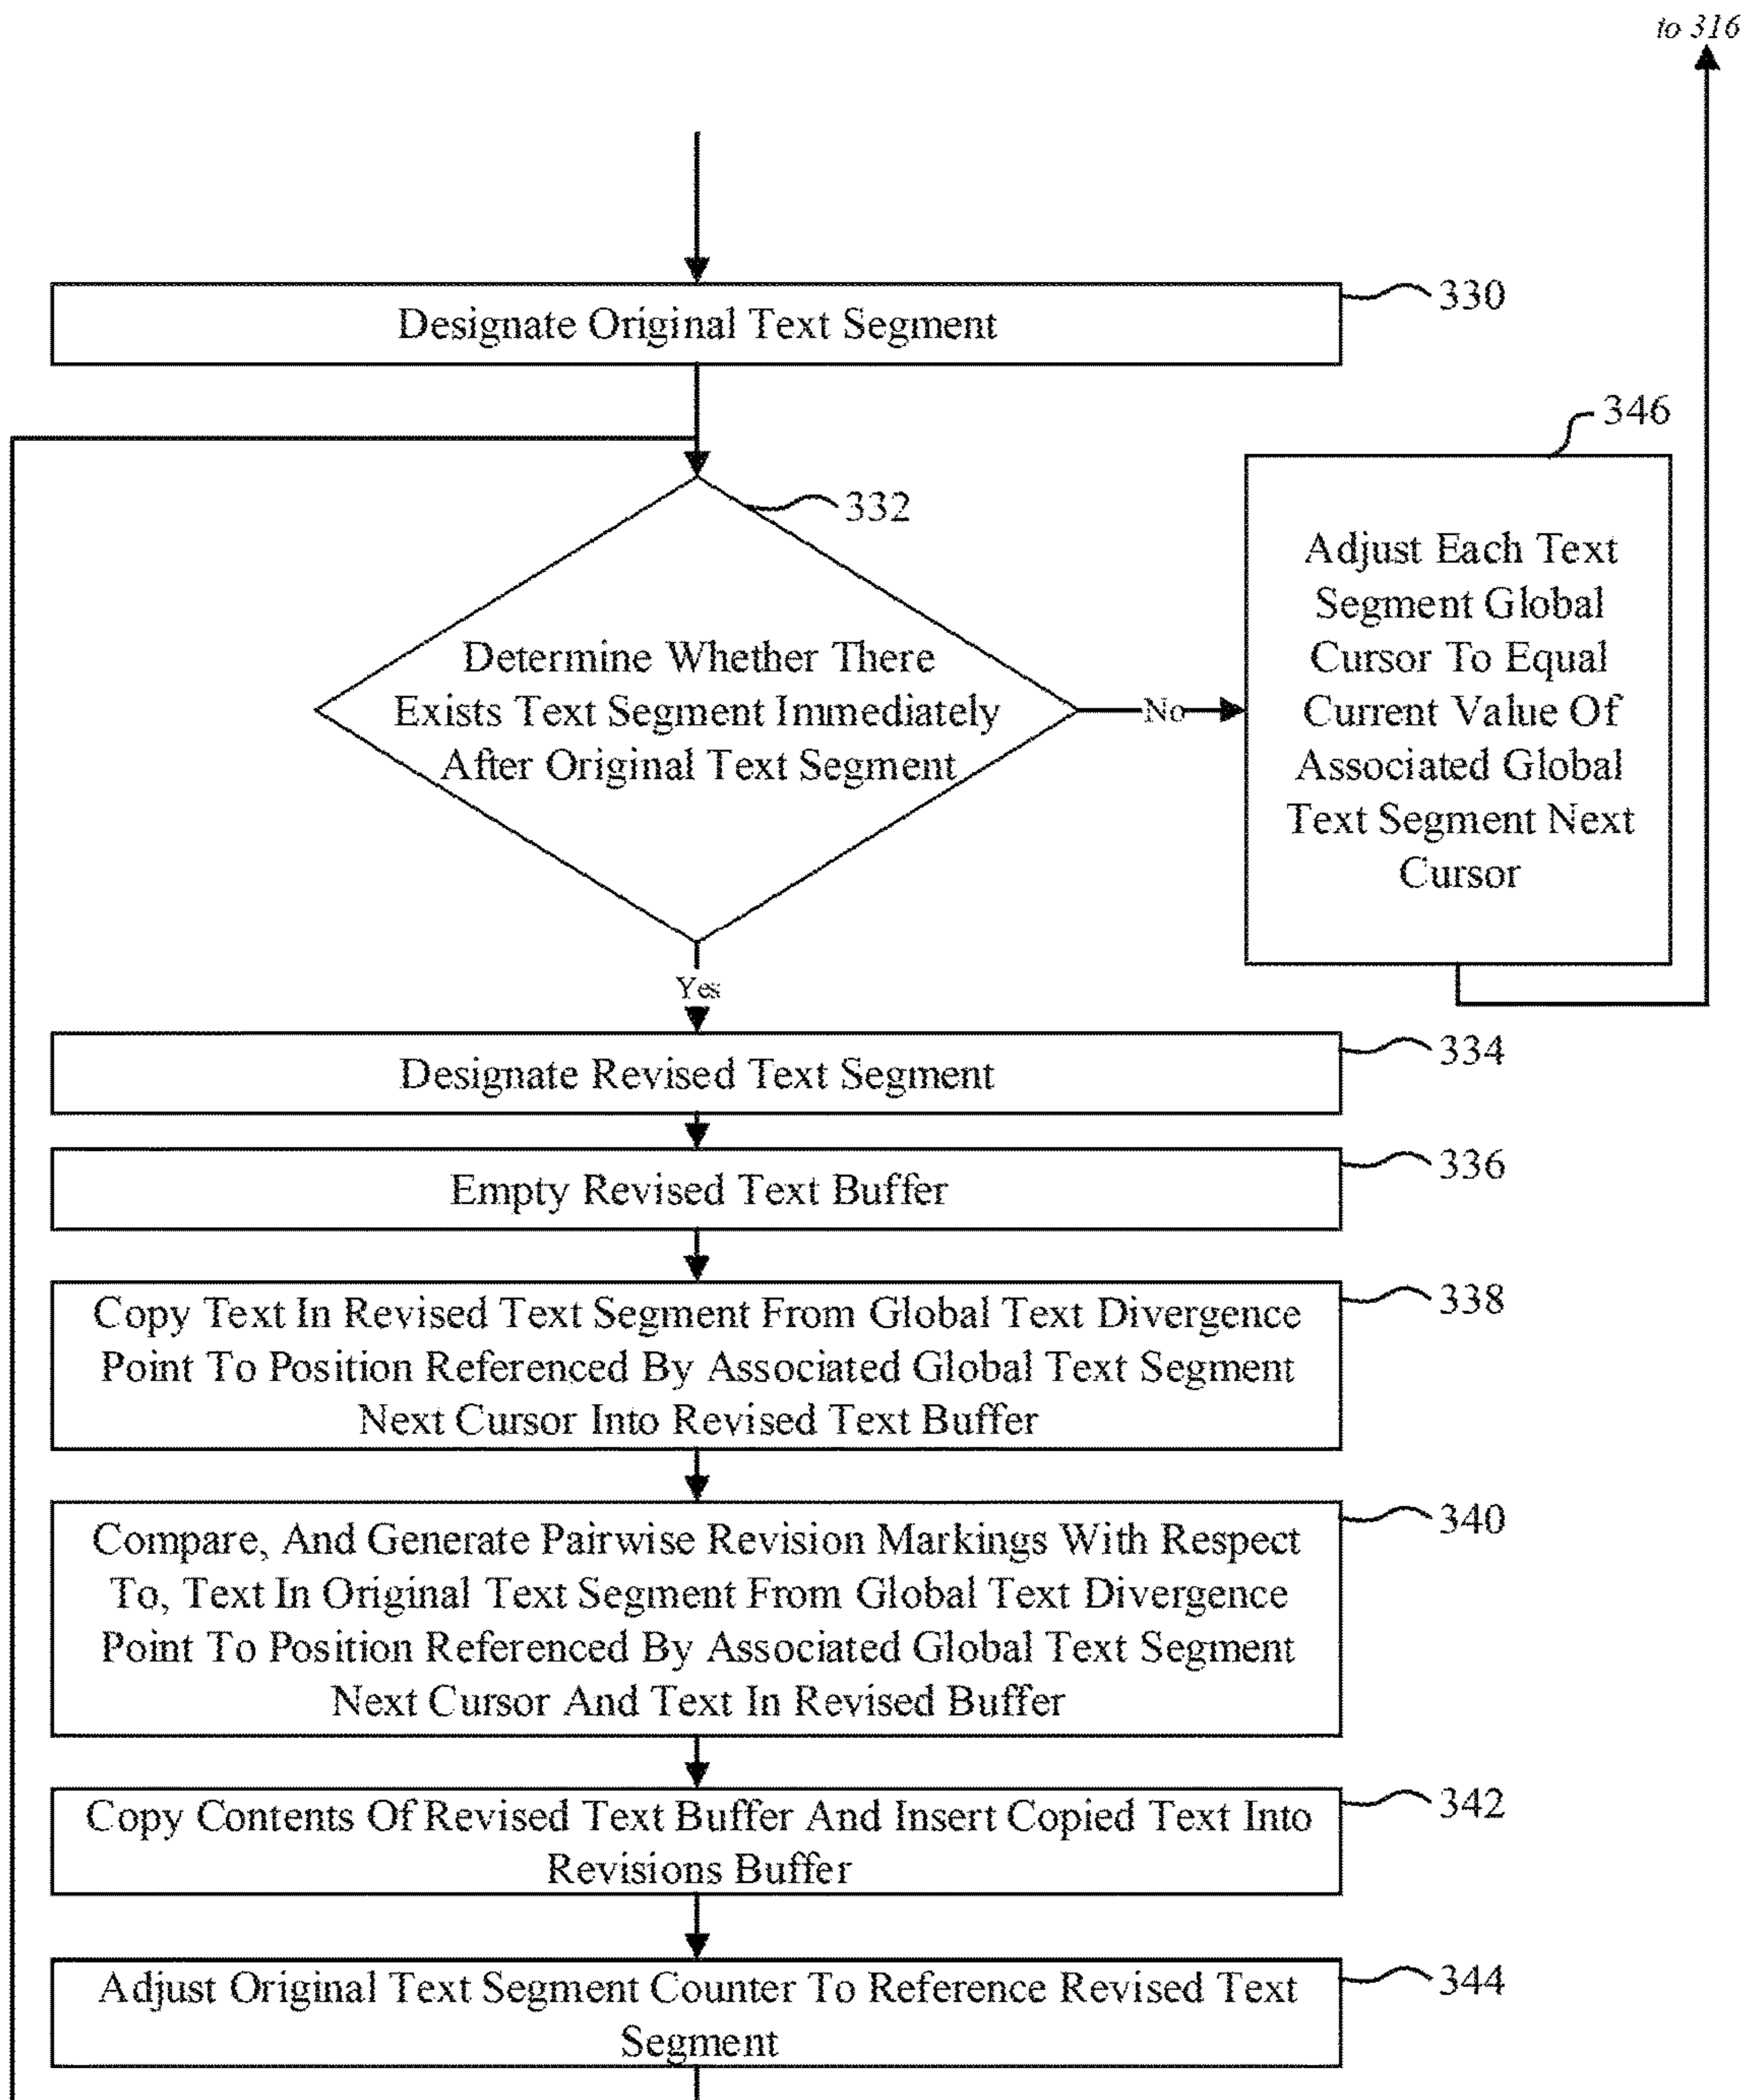 to 316
330
Designate Original Text Segment
346
332
Adjust Each Text
Segment Global
Cursor To Equal
Current Value Of
Associated Global
Text Segment Next
Cursor
Determine Whether There
Exists Text Segment Immediately
After Original Text Segment
No
Yes
334
Designate Revised Text Segment
336
Empty Revised Text Buffer
338
Copy Text In Revised Text Segment From Global Text Divergence
Point To Position Referenced By Associated Global Text Segment
Next Cursor Into Revised Text Buffer
340
Compare, And Generate Pairwise Revision Markings With Respect
To, Text In Original Text Segment From Global Text Divergence
Point To Position Referenced By Associated Global Text Segment
Next Cursor And Text In Revised Buffer
342
Copy Contents Of Revised Text Buffer And Insert Copied Text Into
Revisions Buffer
344
Adjust Original Text Segment Counter To Reference Revised Text
Segment